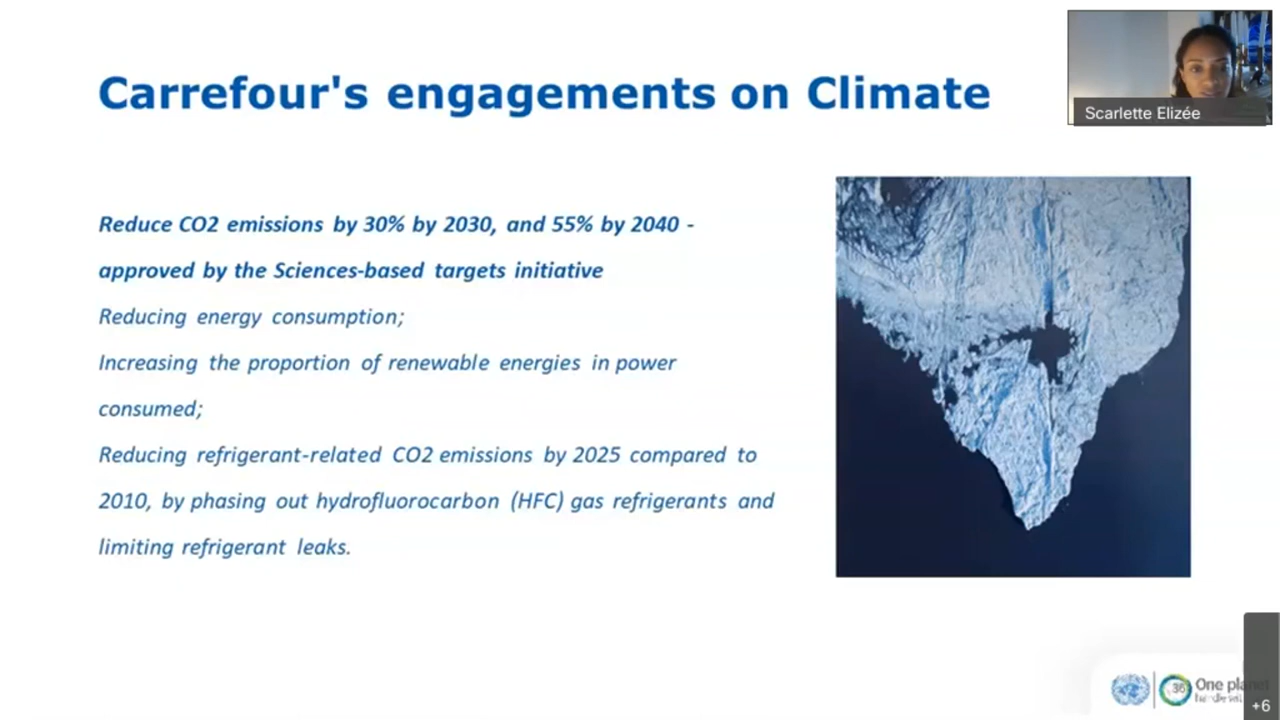 Carrefour's engagements on Climate
Scarlette Elizée
Reduce CO2 emissions by 30% by 2030, and 55% by 2040 -
approved by the Sciences-based targets initiative
Reducing energy consumption;
Increasing the proportion of renewable energies in power
consumed;
Reducing refrigerant-related CO2 emissions by 2025 compared to
2010, by phasing out hydrofluorocarbon (HFC) gas refrigerants and
limiting refrigerant leaks.
One planet
+6